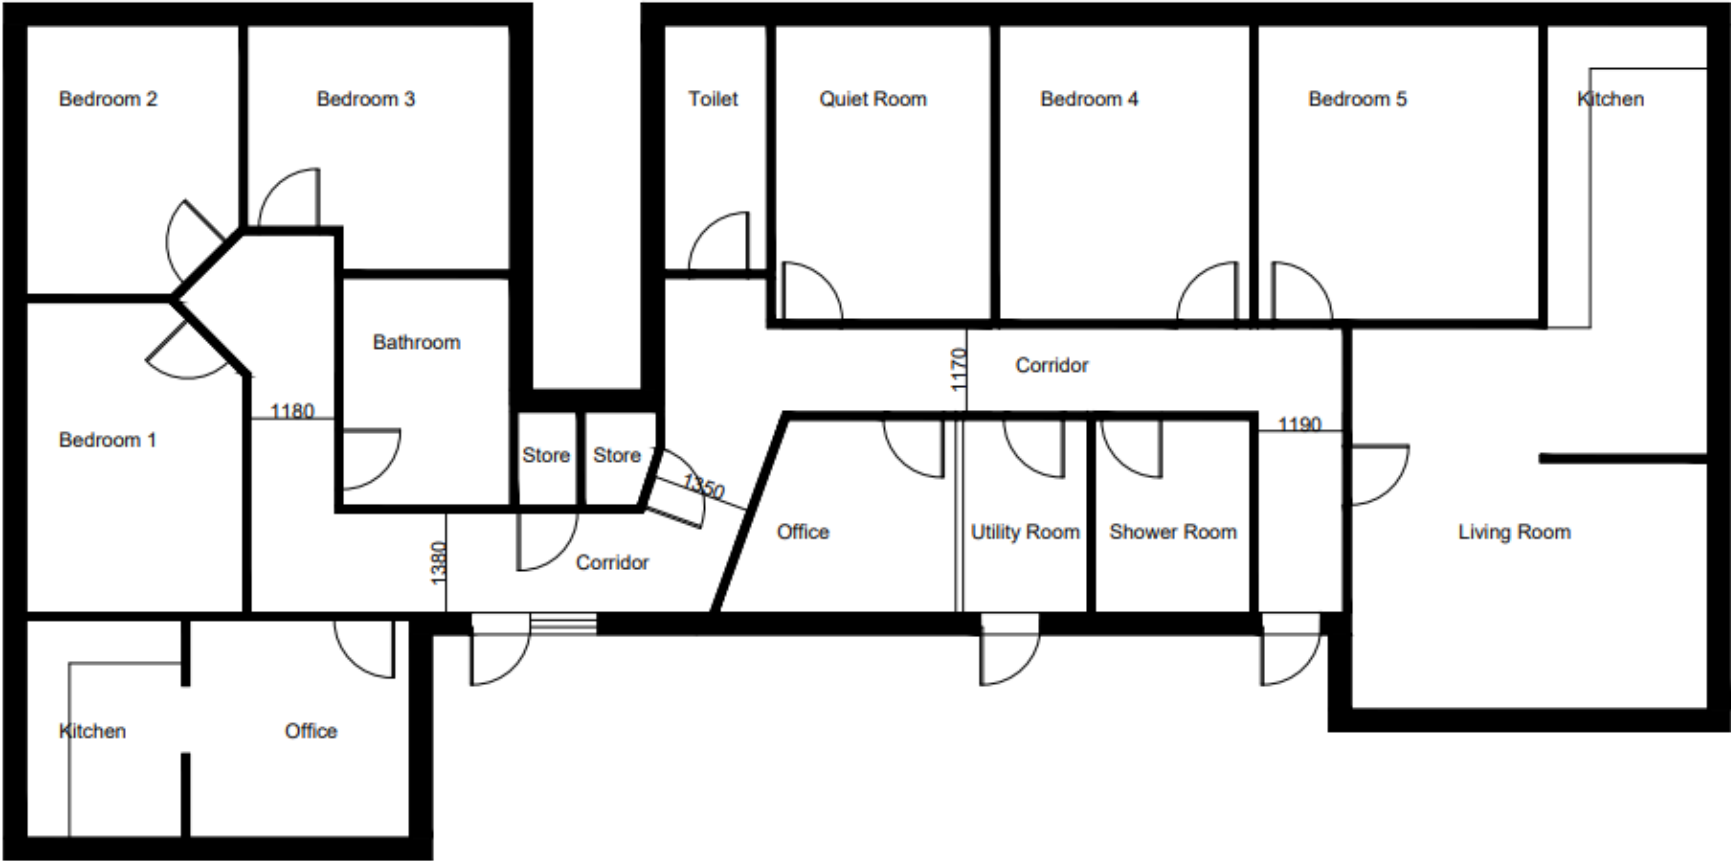 Bedroom 2
Bedroom 3
Toilet
Quiet Room
Bedroom 4
Bedroom 5
Kitchen
Bathroom
1170
Corridor
1180
1190
Bedroom 1
Store
Store
1350
Office
Utility Room
Shower Room
Living Room
1380
Corridor
Kitchen
Office